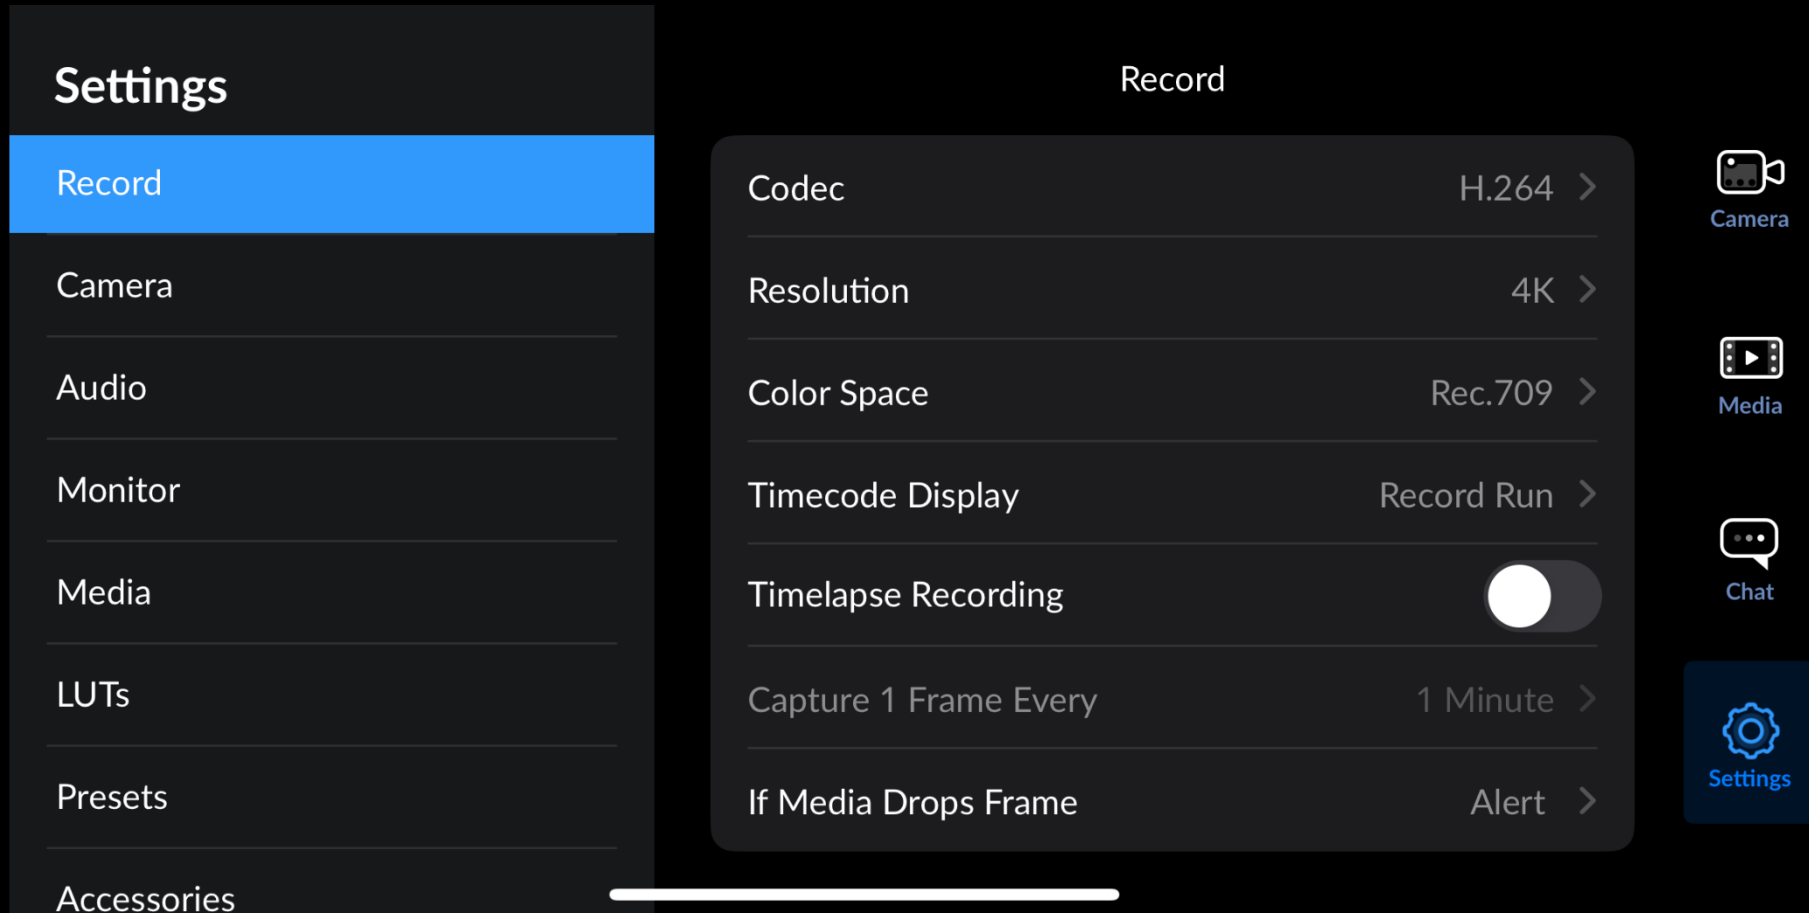 Settings
Record
Camera
Audio
Monitor
Media
LUTs
Presets
Accessories
Record
Codec H.264
Resolution 4K
Color Space Rec.709
Timecode Display Record Run
Timelapse Recording
Capture 1 Frame Every 1 Minute
If Media Drops Frame Alert
Camera
Media
Chat
Settings